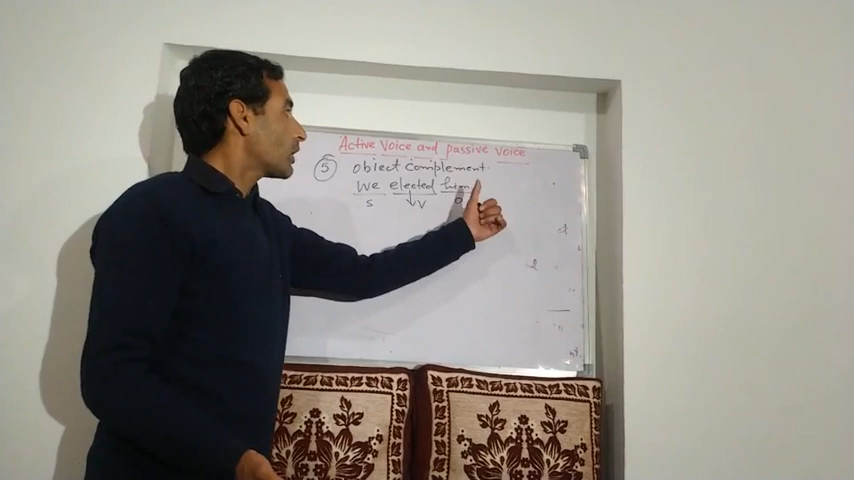 Active Voice and passive voice
5 object complement
We elected him
S V O